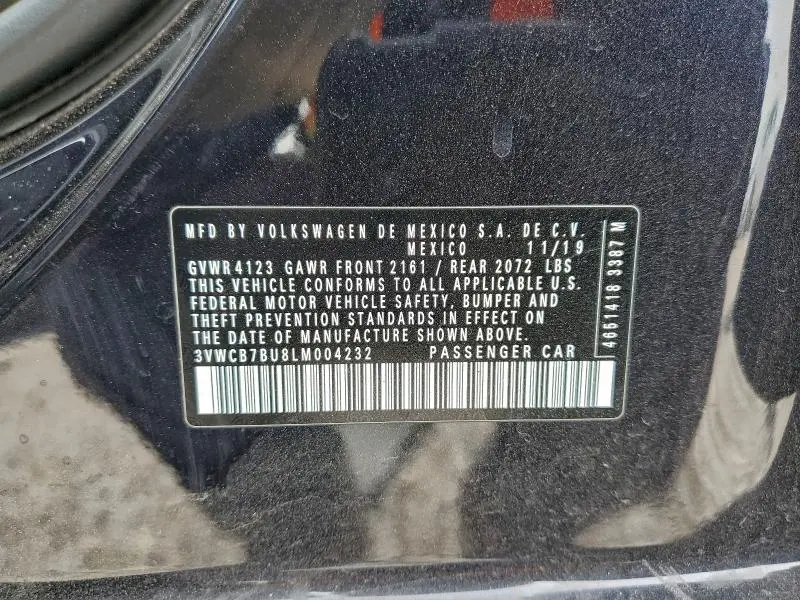 MFD BY VOLKSWAGEN DE MEXICO S.A. DE C.V.
MEXICO 11/19
GVWR 4123 GAWR FRONT 2161 / REAR 2072 LBS
THIS VEHICLE CONFORMS TO ALL APPLICABLE U.S.
FEDERAL MOTOR VEHICLE SAFETY, BUMPER AND
THEFT PREVENTION STANDARDS IN EFFECT ON
THE DATE OF MANUFACTURE SHOWN ABOVE.
3VWCB7BU8LM004232 PASSENGER CAR
4651418 3387 M